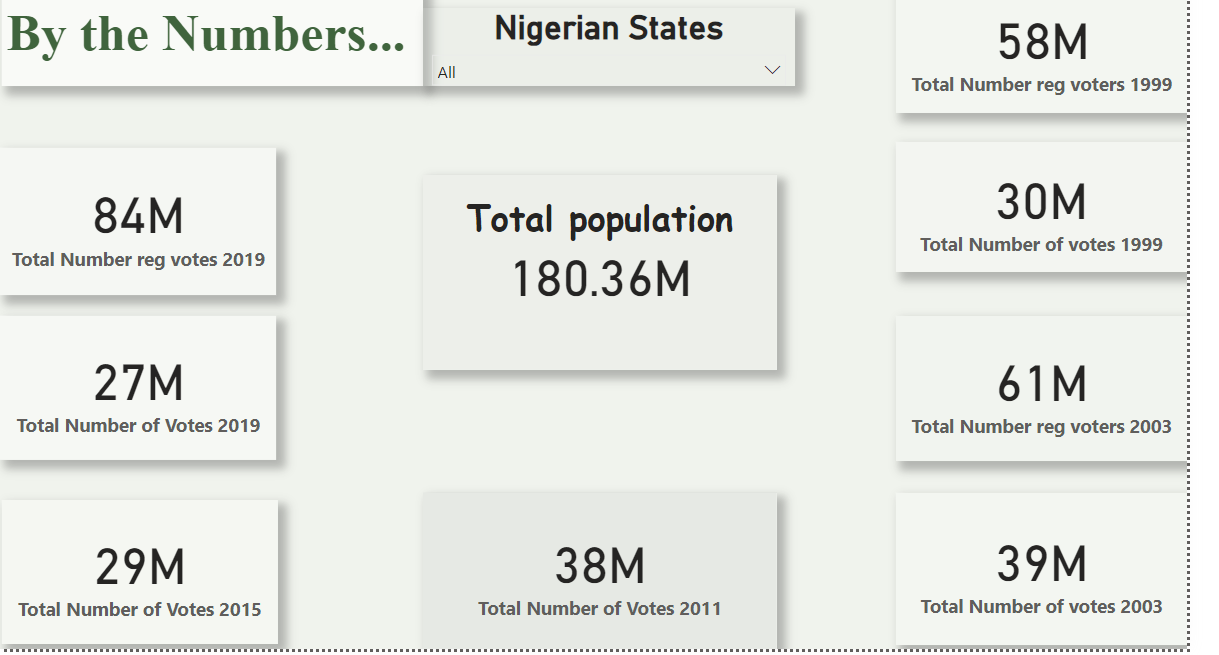 By the Numbers...
Nigerian States
All
58M
Total Number reg voters 1999
84M
Total Number reg votes 2019
Total population
180.36M
30M
Total Number of votes 1999
27M
Total Number of Votes 2019
61M
Total Number reg voters 2003
29M
Total Number of Votes 2015
38M
Total Number of Votes 2011
39M
Total Number of votes 2003